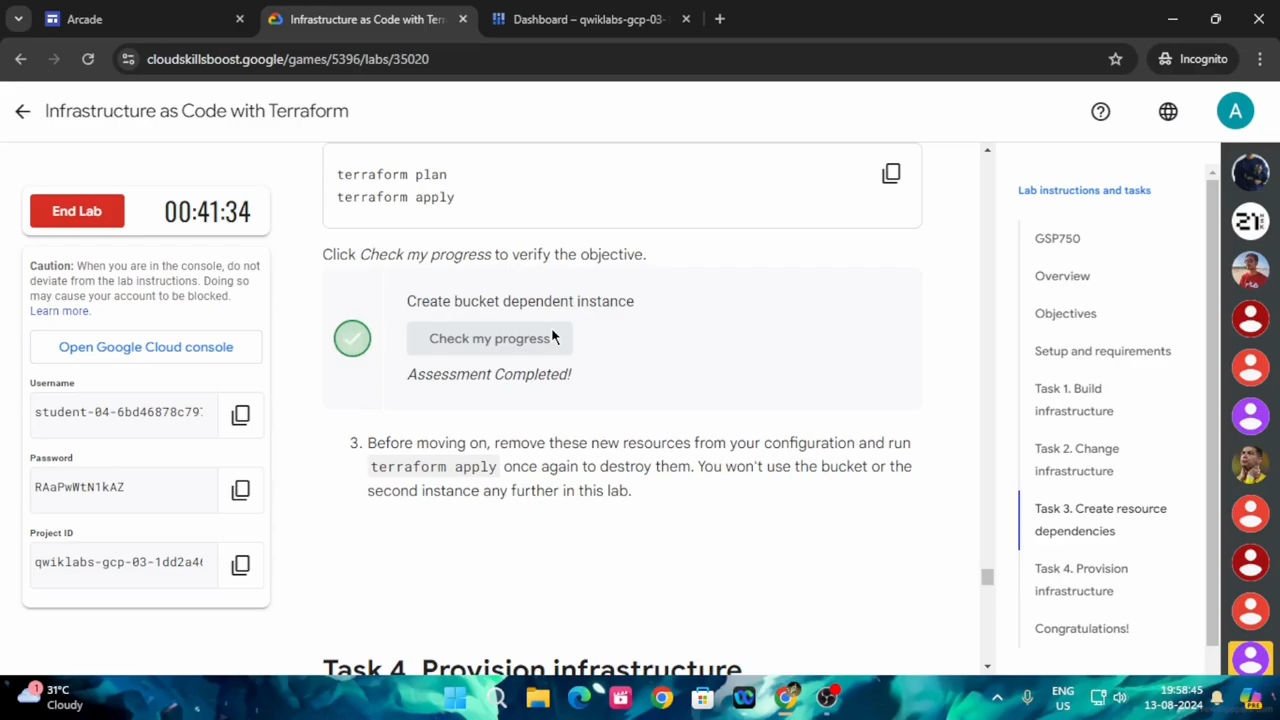 Arcade
Infrastructure as Code with Terr
Dashboard – qwiklabs-gcp-03-
cloudskillsboost.google/games/5396/labs/35020
Incognito
Infrastructure as Code with Terraform
A
End Lab
00:41:34
Caution: When you are in the console, do not
deviate from the lab instructions. Doing so
may cause your account to be blocked.
Learn more.
Open Google Cloud console
Username
student-04-6bd46878c797
Password
RAaPwWtN1kAZ
Project ID
qwiklabs-gcp-03-1dd2a46
terraform plan
terraform apply
Click Check my progress to verify the objective.
Create bucket dependent instance
Check my progress
Assessment Completed!
3. Before moving on, remove these new resources from your configuration and run
terraform apply once again to destroy them. You won't use the bucket or the
second instance any further in this lab.
Task 4. Provision infrastructure
Lab instructions and tasks
GSP750
Overview
Objectives
Setup and requirements
Task 1. Build
infrastructure
Task 2. Change
infrastructure
Task 3. Create resource
dependencies
Task 4. Provision
infrastructure
Congratulations!
21
1
31°C
Cloudy
ENG
US
19:58:45
13-08-2024
PRE